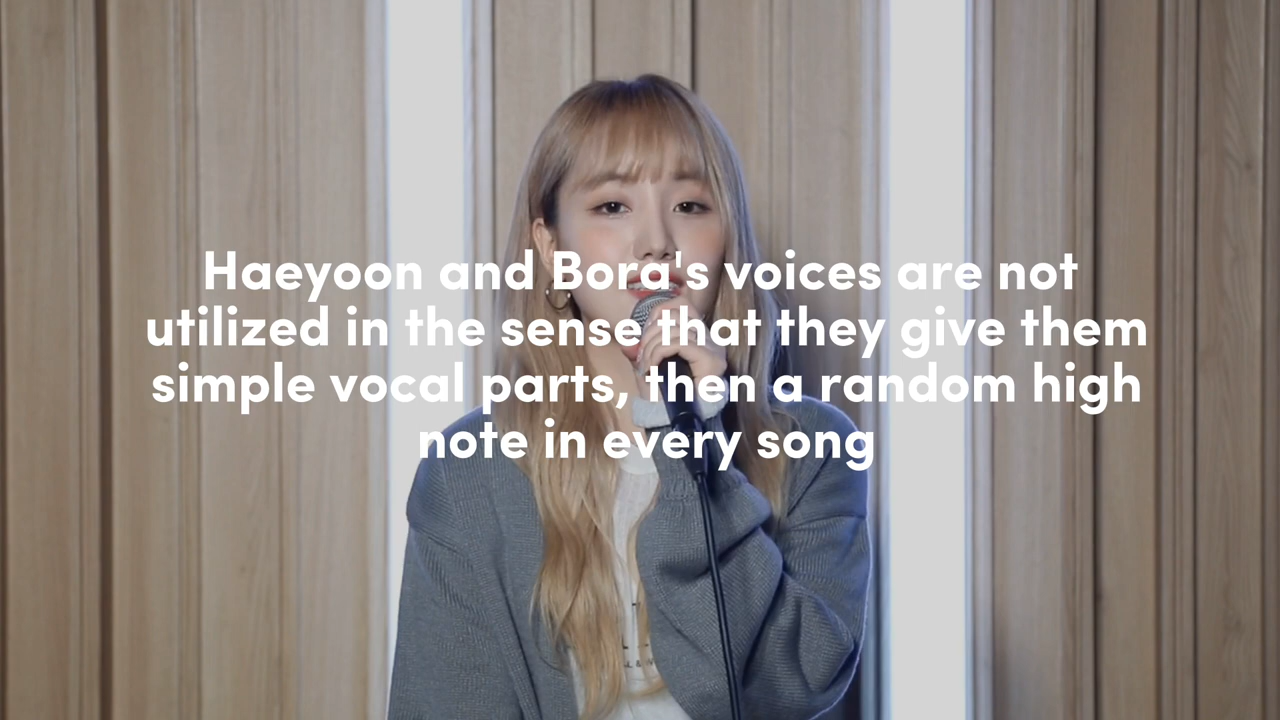 Haeyoon and Bora's voices are not
utilized in the sense that they give them
simple vocal parts, then a random high
note in every song